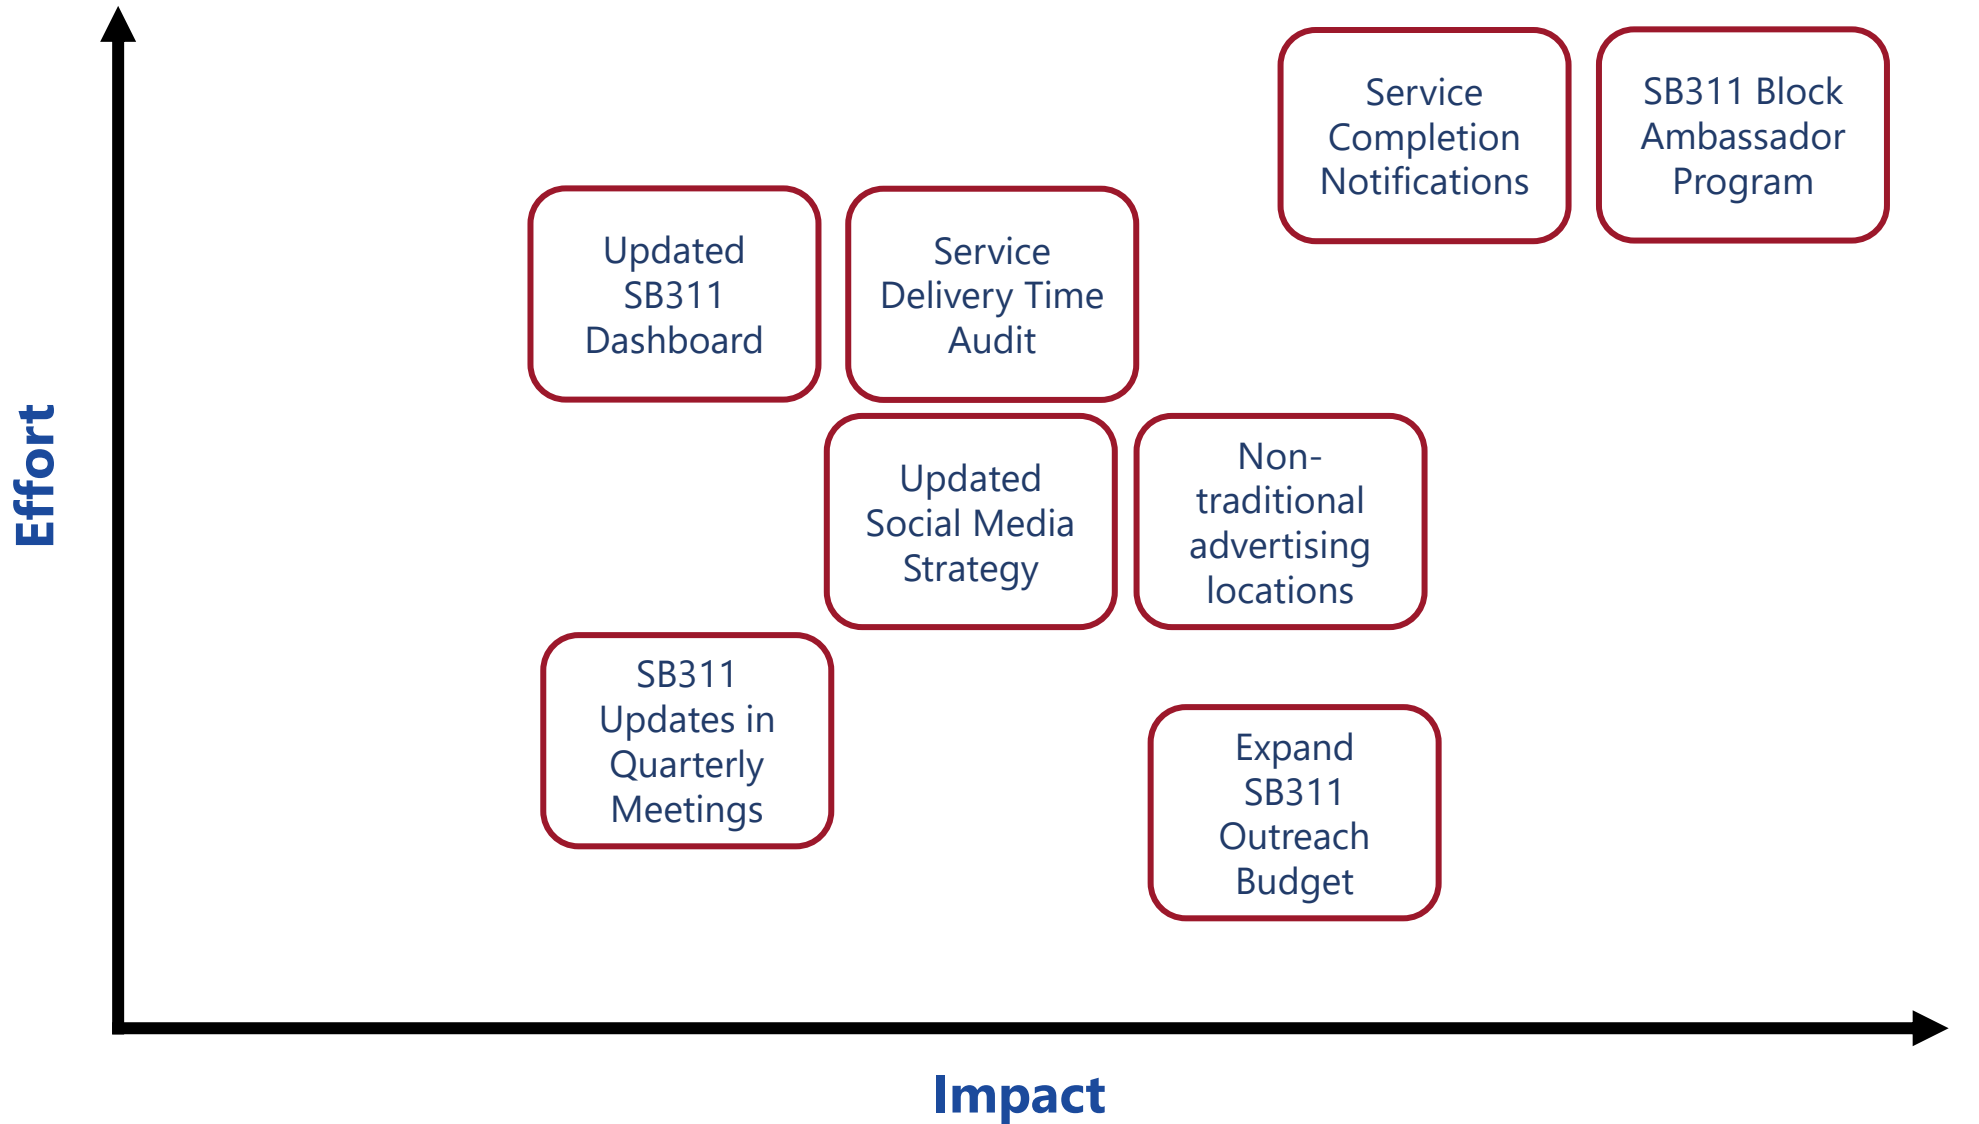 Service
Completion
Notifications
SB311 Block
Ambassador
Program
Updated
SB311
Dashboard
Service
Delivery Time
Audit
Effort
Updated
Social Media
Strategy
Non-
traditional
advertising
locations
SB311
Updates in
Quarterly
Meetings
Expand
SB311
Outreach
Budget
Impact